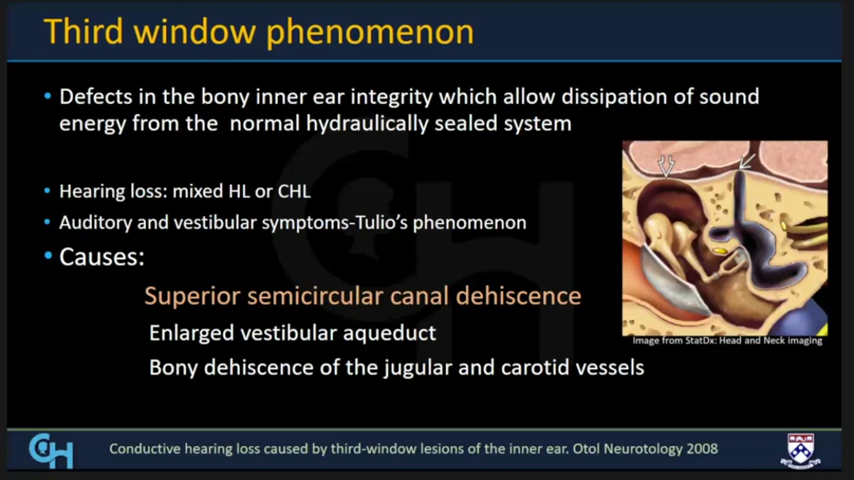 Third window phenomenon
• Defects in the bony inner ear integrity which allow dissipation of sound
energy from the normal hydraulically sealed system
• Hearing loss: mixed HL or CHL
• Auditory and vestibular symptoms-Tulio's phenomenon
• Causes:
Superior semicircular canal dehiscence
Enlarged vestibular aqueduct
Bony dehiscence of the jugular and carotid vessels
Image from StatDx: Head and Neck imaging
CH
Conductive hearing loss caused by third-window lesions of the inner ear. Otol Neurotology 2008